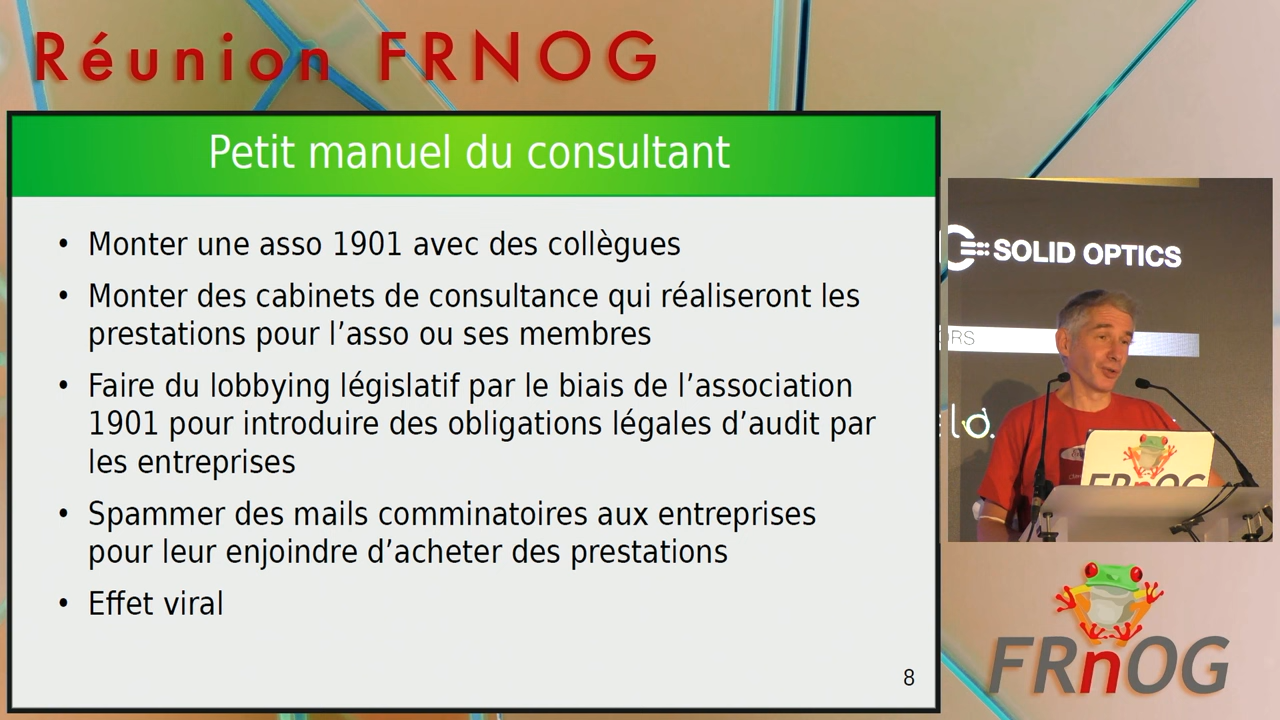 Réunion FRNOG
Petit manuel du consultant
• Monter une asso 1901 avec des collègues
• Monter des cabinets de consultance qui réaliseront les
prestations pour l’asso ou ses membres
• Faire du lobbying législatif par le biais de l’association
1901 pour introduire des obligations légales d’audit par
les entreprises
• Spammer des mails comminatoires aux entreprises
pour leur enjoindre d’acheter des prestations
• Effet viral
8
SOLID OPTICS
ORS
lo.
FRnOG
FRnOG